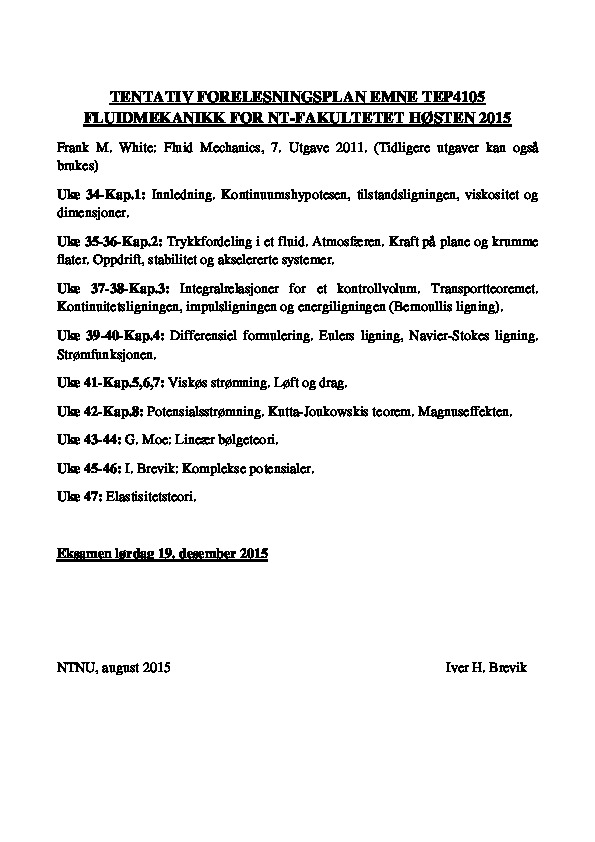 TENTATIV FORELESNINGSPLAN EMNE TEP4105
FLUIDMEKANIKK FOR NT-FAKULTETET HØSTEN 2015
Frank M. White: Fluid Mechanics, 7. Utgave 2011. (Tidligere utgaver kan også
brukes)
Uke 34-Kap.1: Innledning. Kontinuumshypotesen, tilstandsligningen, viskositet og
dimensjoner.
Uke 35-36-Kap.2: Trykkfordeling i et fluid. Atmosfæren. Kraft på plane og krumme
flater. Oppdrift, stabilitet og akselererte systemer.
Uke 37-38-Kap.3: Integralrelasjoner for et kontrollvolum. Transportteoremet.
Kontinuitetsligningen, impulsligningen og energiligningen (Bernoullis ligning).
Uke 39-40-Kap.4: Differensiel formulering. Eulers ligning, Navier-Stokes ligning.
Strømfunksjonen.
Uke 41-Kap.5,6,7: Viskøs strømning. Løft og drag.
Uke 42-Kap.8: Potensialsstrømning. Kutta-Joukowskis teorem. Magnuseffekten.
Uke 43-44: G. Moe: Lineær bølgeteori.
Uke 45-46: I. Brevik: Komplekse potensialer.
Uke 47: Elastisitetsteori.
Eksamen lørdag 19. desember 2015
NTNU, august 2015 Iver H. Brevik